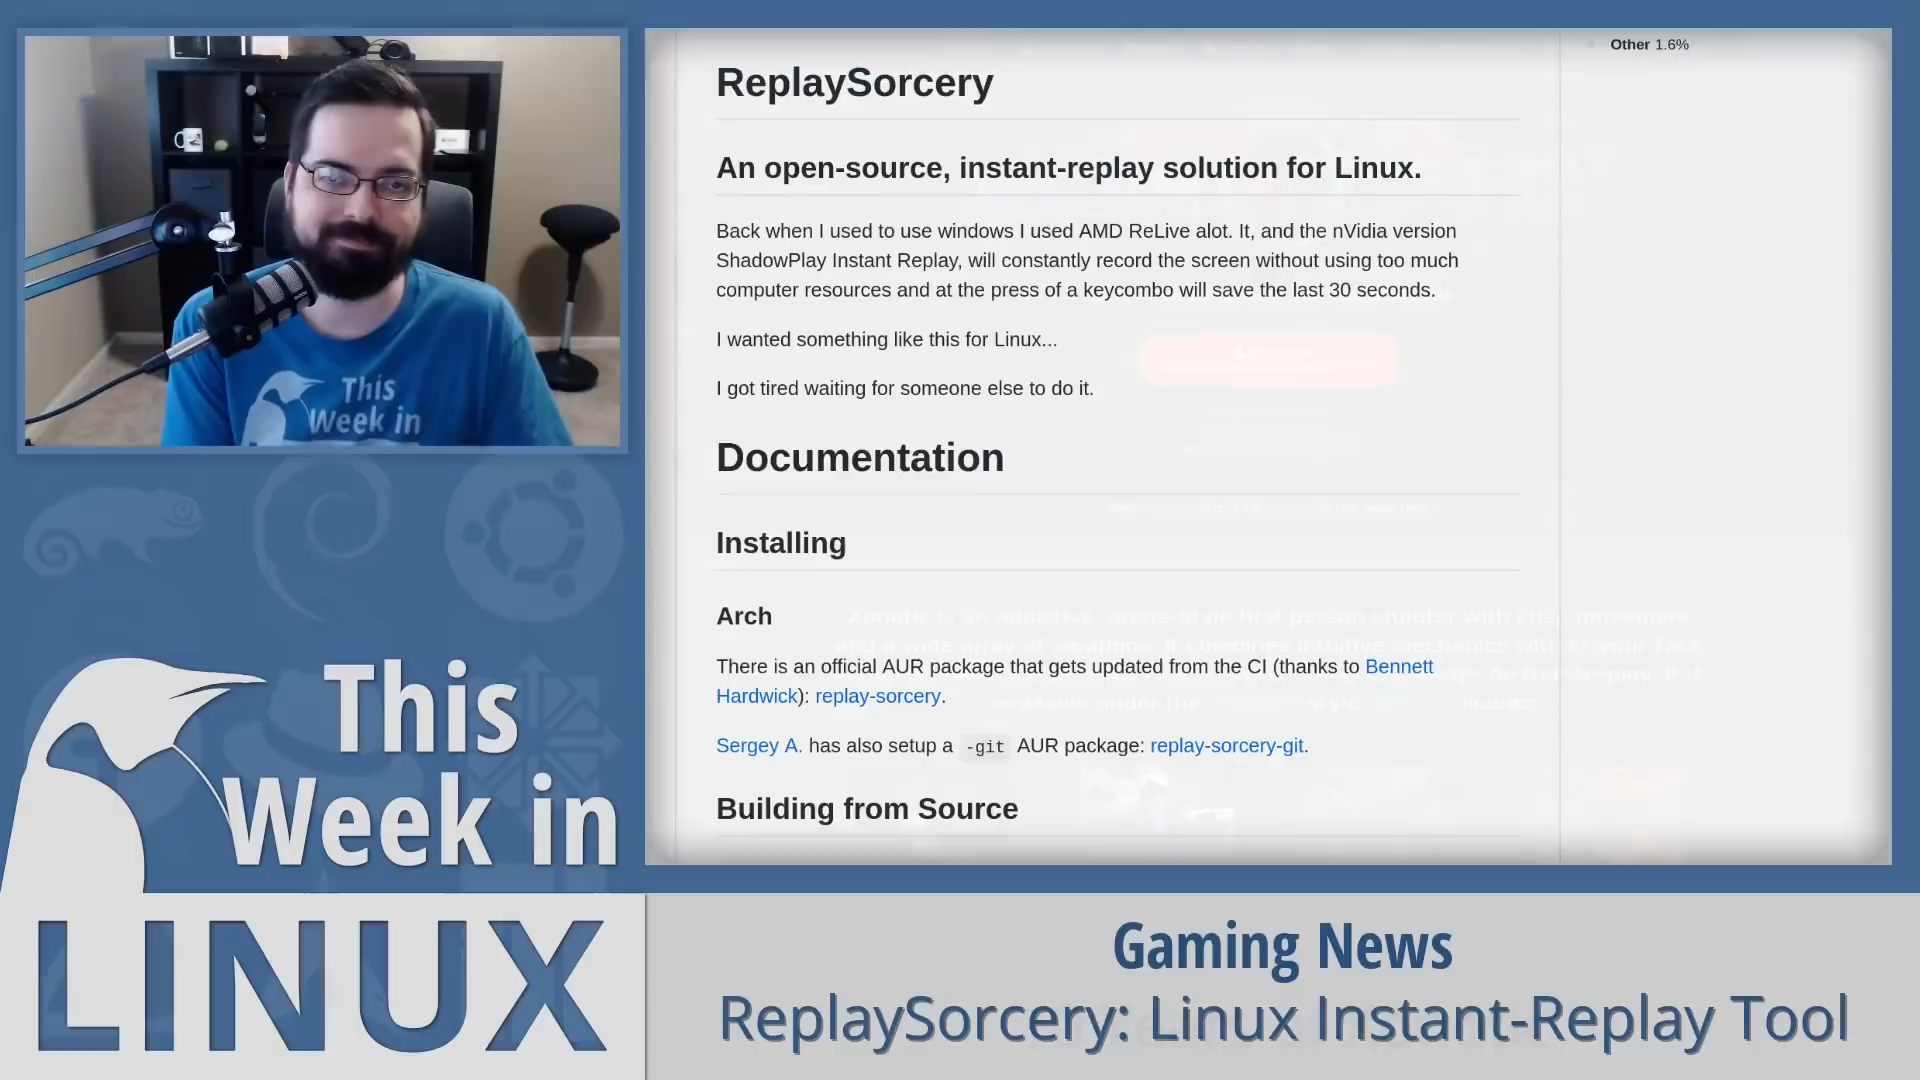 Other 1.6%
ReplaySorcery
An open-source, instant-replay solution for Linux.
Back when I used to use windows I used AMD ReLive alot. It, and the nVidia version
ShadowPlay Instant Replay, will constantly record the screen without using too much
computer resources and at the press of a keycombo will save the last 30 seconds.
I wanted something like this for Linux...
I got tired waiting for someone else to do it.
Documentation
Installing
Arch
There is an official AUR package that gets updated from the CI (thanks to Bennett
Hardwick): replay-sorcery.
Sergey A. has also setup a -git AUR package: replay-sorcery-git.
Building from Source
This
Week in
This
Week in
LINUX
Gaming News
ReplaySorcery: Linux Instant-Replay Tool